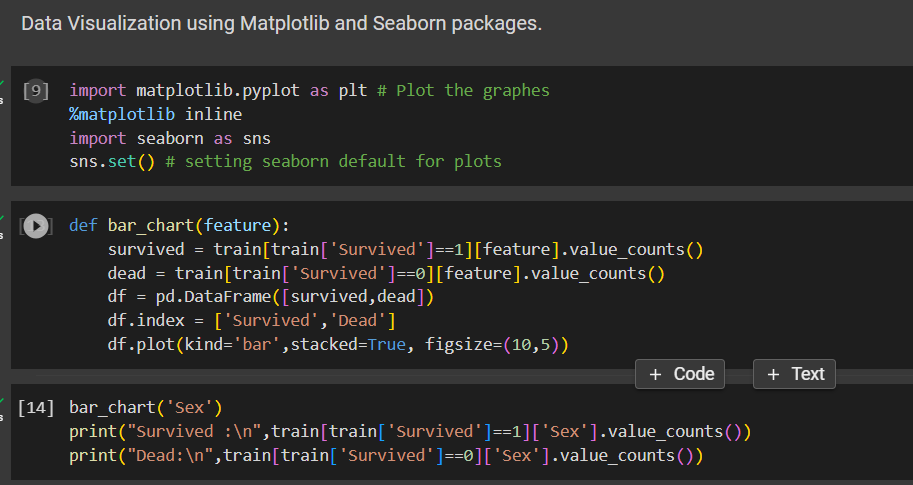 Data Visualization using Matplotlib and Seaborn packages.
[9] import matplotlib.pyplot as plt # Plot the graphes
%matplotlib inline
import seaborn as sns
sns.set() # setting seaborn default for plots
def bar_chart(feature):
    survived = train[train['Survived']==1][feature].value_counts()
    dead = train[train['Survived']==0][feature].value_counts()
    df = pd.DataFrame([survived,dead])
    df.index = ['Survived','Dead']
    df.plot(kind='bar',stacked=True, figsize=(10,5))
+ Code + Text
[14] bar_chart('Sex')
print("Survived :\n",train[train['Survived']==1]['Sex'].value_counts())
print("Dead:\n",train[train['Survived']==0]['Sex'].value_counts())